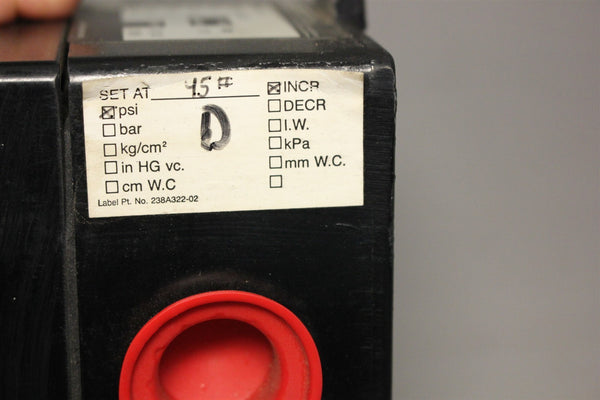 SET AT 45# ☒ INCR
☒ psi ☐ DECR
☐ bar D ☐ I.W.
☐ kg/cm² ☐ kPa
☐ in HG vc. ☐ mm W.C.
☐ cm W.C ☐
Label Pt. No. 238A322-02